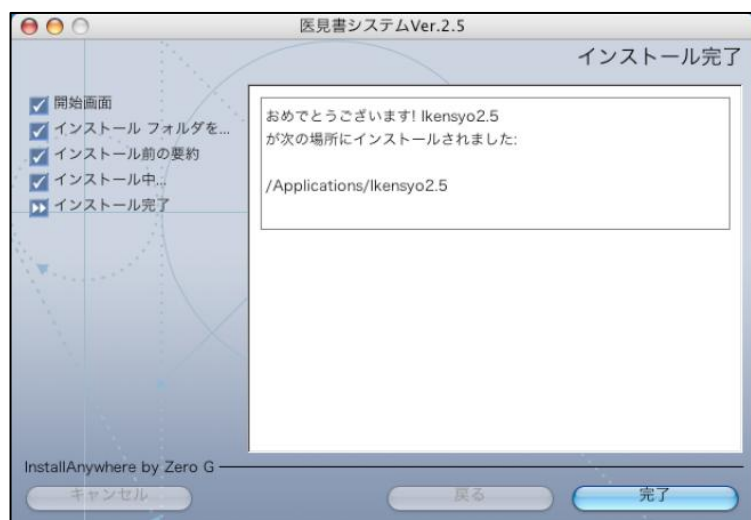 医見書システムVer.2.5
インストール完了
開始画面
インストール フォルダを...
インストール前の要約
インストール中...
インストール完了
おめでとうございます! Ikensyo2.5
が次の場所にインストールされました:
/Applications/Ikensyo2.5
InstallAnywhere by Zero G
キャンセル
戻る
完了